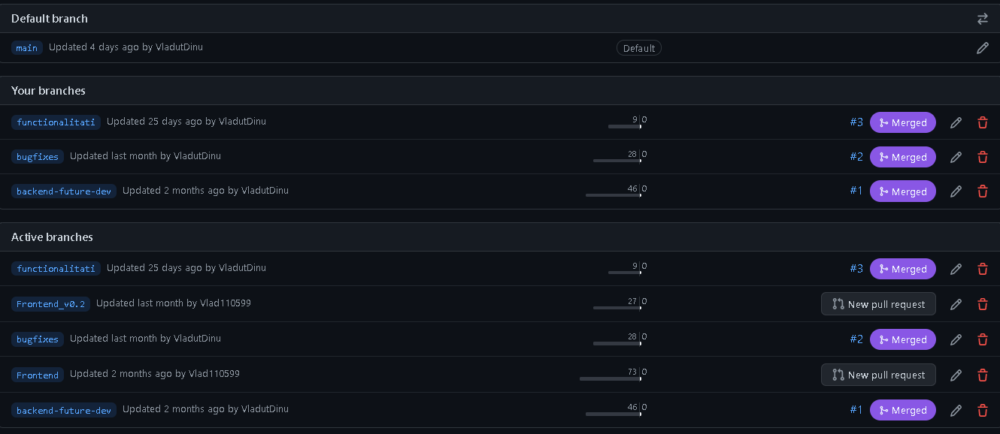 Default branch
main Updated 4 days ago by VladutDinu Default
Your branches
functionalitati Updated 25 days ago by VladutDinu 9 0 #3 Merged
bugfixes Updated last month by VladutDinu 28 0 #2 Merged
backend-future-dev Updated 2 months ago by VladutDinu 46 0 #1 Merged
Active branches
functionalitati Updated 25 days ago by VladutDinu 9 0 #3 Merged
Frontend_v0.2 Updated last month by Vlad110599 27 0 New pull request
bugfixes Updated last month by VladutDinu 28 0 #2 Merged
Frontend Updated 2 months ago by Vlad110599 73 0 New pull request
backend-future-dev Updated 2 months ago by VladutDinu 46 0 #1 Merged